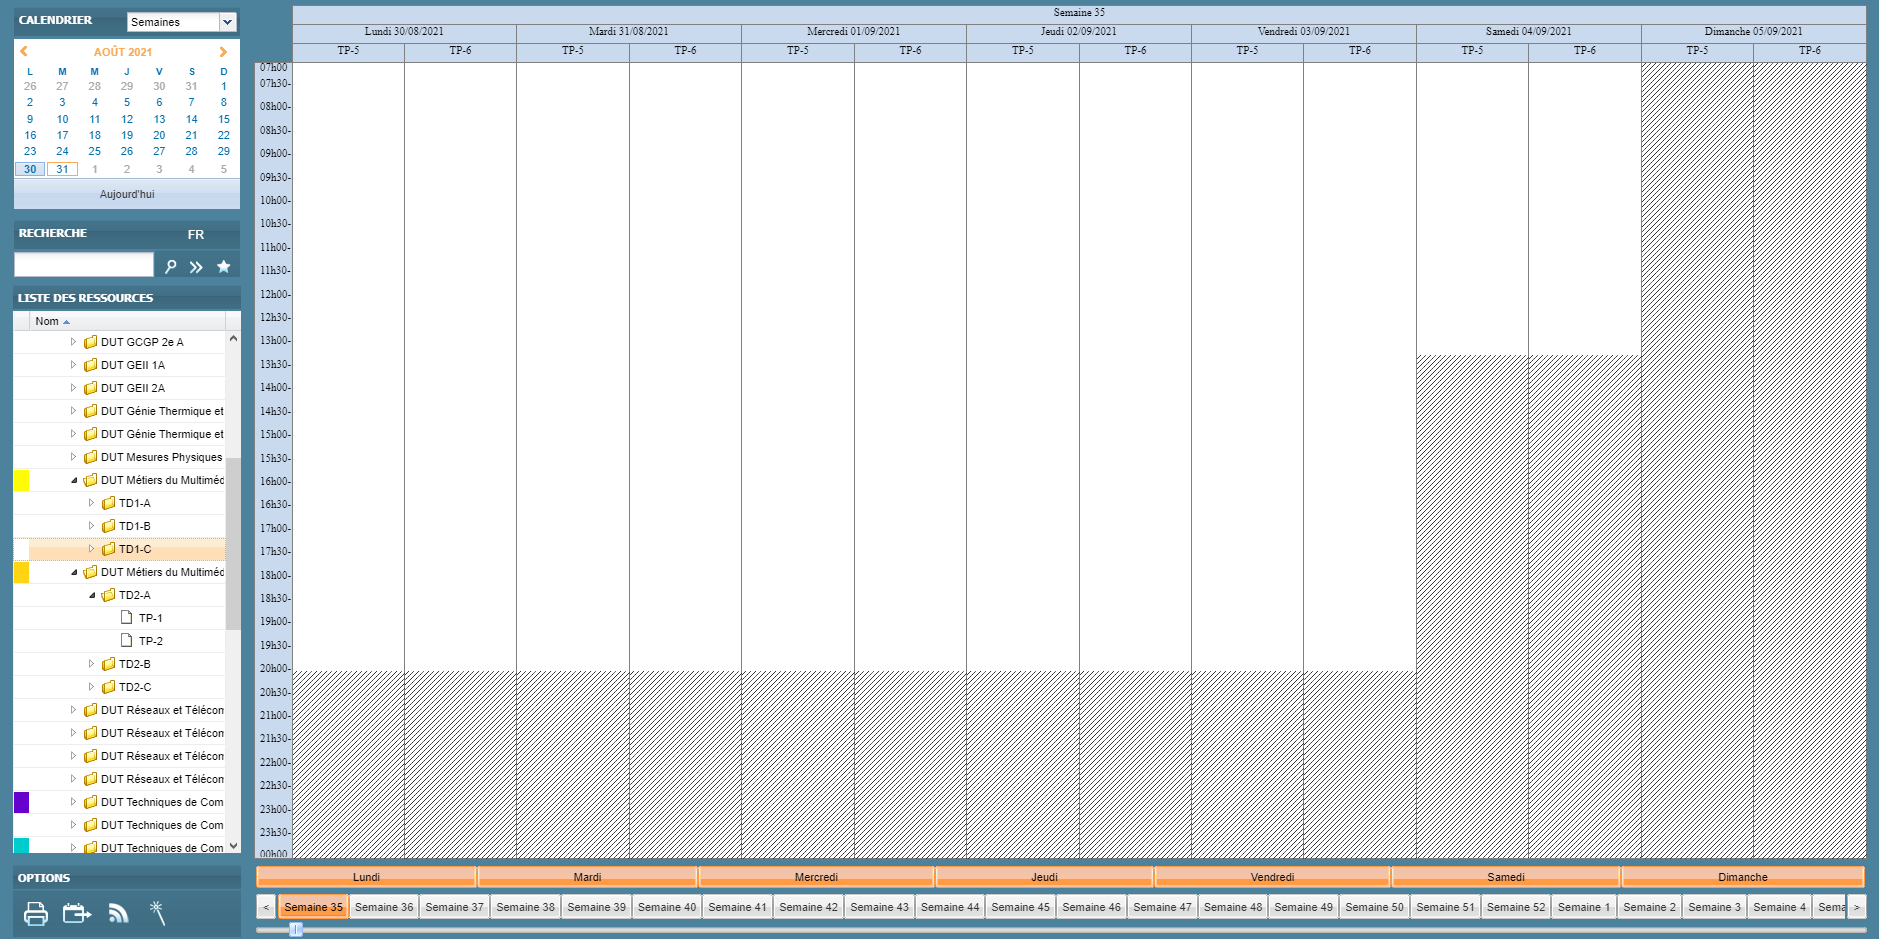 CALENDRIER
Semaines
AOÛT 2021
L M M J V S D
26 27 28 29 30 31 1
2 3 4 5 6 7 8
9 10 11 12 13 14 15
16 17 18 19 20 21 22
23 24 25 26 27 28 29
30 31 1 2 3 4 5
Aujourd'hui
RECHERCHE FR
LISTE DES RESSOURCES
Nom
DUT GCGP 2e A
DUT GEII 1A
DUT GEII 2A
DUT Génie Thermique et
DUT Génie Thermique et
DUT Mesures Physiques
DUT Métiers du Multiméd
TD1-A
TD1-B
TD1-C
DUT Métiers du Multiméd
TD2-A
TP-1
TP-2
TD2-B
TD2-C
DUT Réseaux et Télécom
DUT Réseaux et Télécom
DUT Réseaux et Télécom
DUT Réseaux et Télécom
DUT Techniques de Com
DUT Techniques de Com
DUT Techniques de Com
OPTIONS
Semaine 35
Lundi 30/08/2021 Mardi 31/08/2021 Mercredi 01/09/2021 Jeudi 02/09/2021 Vendredi 03/09/2021 Samedi 04/09/2021 Dimanche 05/09/2021
TP-5 TP-6 TP-5 TP-6 TP-5 TP-6 TP-5 TP-6 TP-5 TP-6 TP-5 TP-6 TP-5 TP-6
07h00
07h30-
08h00-
08h30-
09h00-
09h30-
10h00-
10h30-
11h00-
11h30-
12h00-
12h30-
13h00-
13h30-
14h00-
14h30-
15h00-
15h30-
16h00-
16h30-
17h00-
17h30-
18h00-
18h30-
19h00-
19h30-
20h00-
20h30-
21h00-
21h30-
22h00-
22h30-
23h00-
23h30-
00h00
Lundi Mardi Mercredi Jeudi Vendredi Samedi Dimanche
< Semaine 35 Semaine 36 Semaine 37 Semaine 38 Semaine 39 Semaine 40 Semaine 41 Semaine 42 Semaine 43 Semaine 44 Semaine 45 Semaine 46 Semaine 47 Semaine 48 Semaine 49 Semaine 50 Semaine 51 Semaine 52 Semaine 1 Semaine 2 Semaine 3 Semaine 4 Sema >